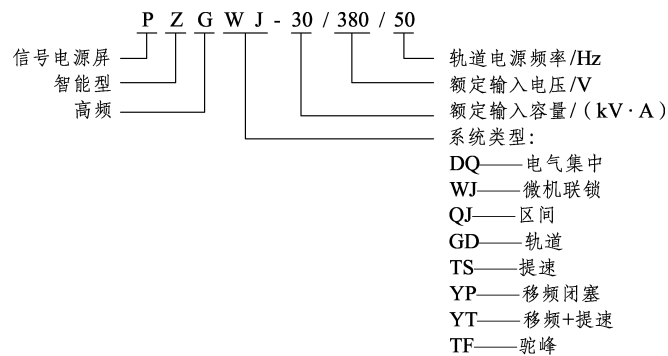 PZGWJ-30/380/50
信号电源屏
智能型
高频
轨道电源频率/Hz
额定输入电压/V
额定输入容量/(kV·A)
系统类型:
DQ——电气集中
WJ——微机联锁
QJ——区间
GD——轨道
TS——提速
YP——移频闭塞
YT——移频+提速
TF——驼峰